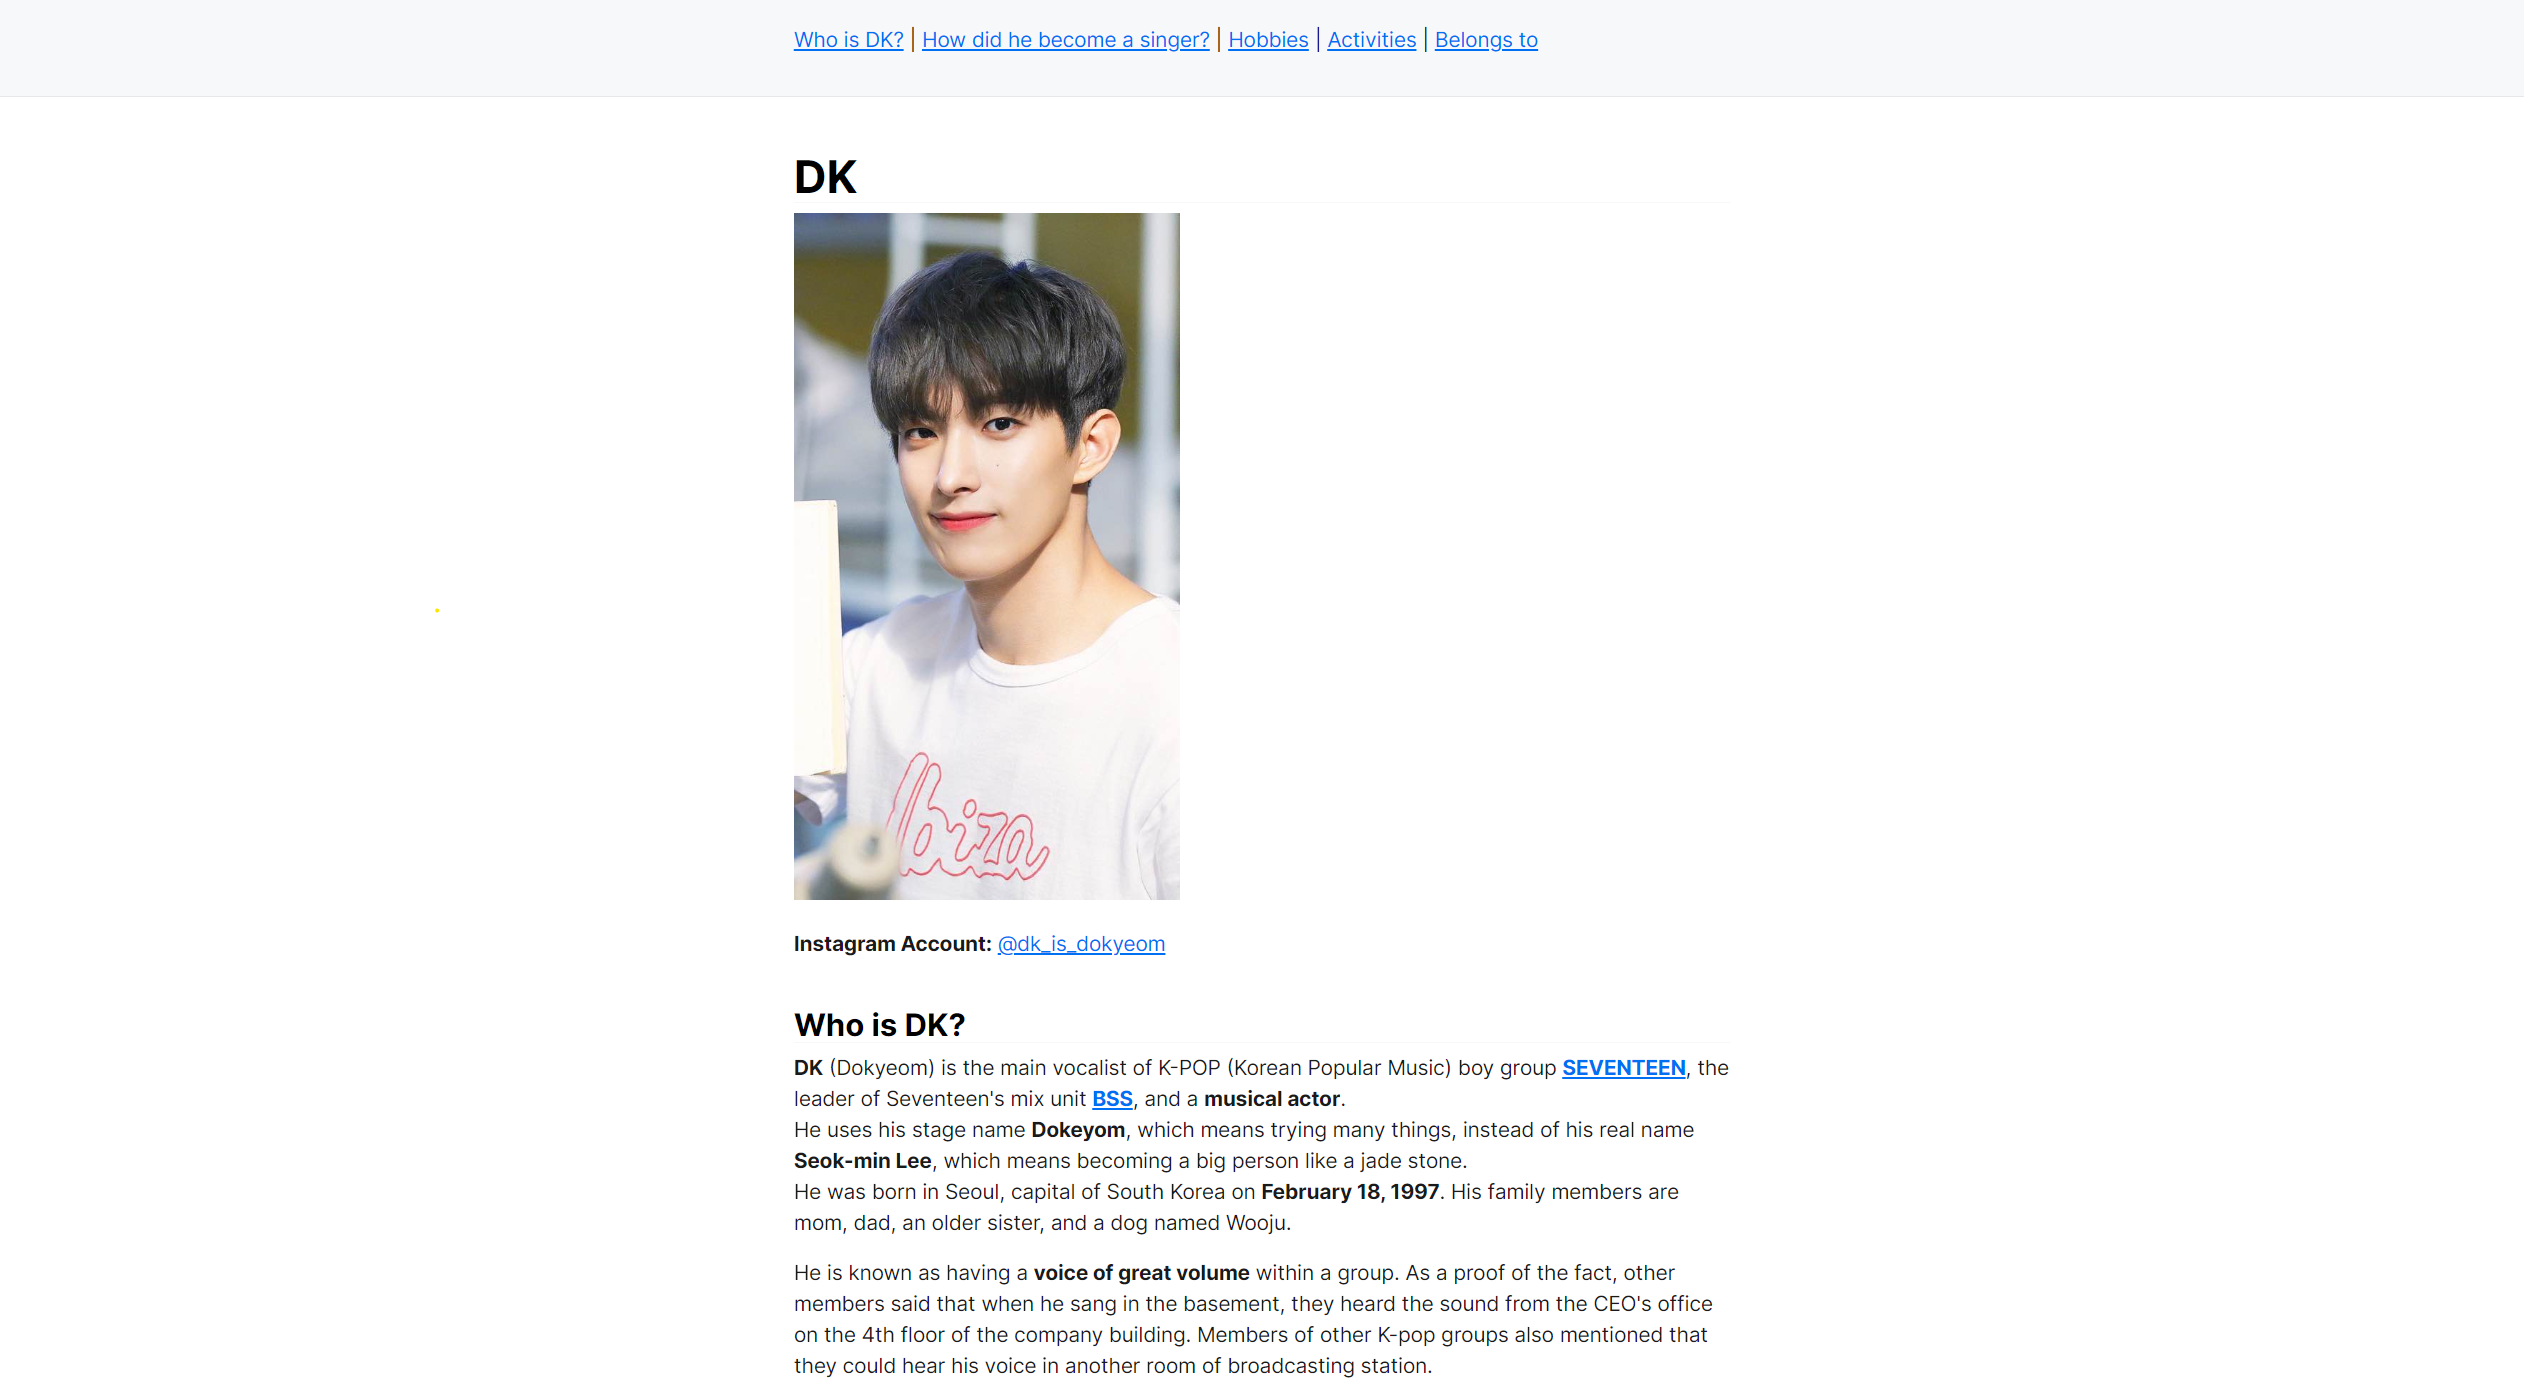 Who is DK? | How did he become a singer? | Hobbies | Activities | Belongs to
DK
Ibiza
Instagram Account: @dk_is_dokyeom
Who is DK?
DK (Dokyeom) is the main vocalist of K-POP (Korean Popular Music) boy group SEVENTEEN, the
leader of Seventeen's mix unit BSS, and a musical actor.
He uses his stage name Dokeyom, which means trying many things, instead of his real name
Seok-min Lee, which means becoming a big person like a jade stone.
He was born in Seoul, capital of South Korea on February 18, 1997. His family members are
mom, dad, an older sister, and a dog named Wooju.
He is known as having a voice of great volume within a group. As a proof of the fact, other
members said that when he sang in the basement, they heard the sound from the CEO's office
on the 4th floor of the company building. Members of other K-pop groups also mentioned that
they could hear his voice in another room of broadcasting station.